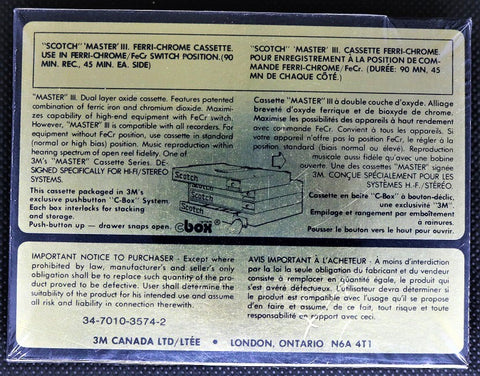 "SCOTCH" 'MASTER' III. FERRI-CHROME CASSETTE.
USE IN FERRI-CHROME/FeCr SWITCH POSITION.(90
MIN. REC., 45 MIN. EA. SIDE)
"SCOTCH" 'MASTER' III. CASSETTE FERRI-CHROME.
POUR ENREGISTREMENT À LA POSITION DE COM-
MANDE FERRI-CHROME/FeCr. (DURÉE: 90 MN, 45
MN DE CHAQUE CÔTÉ.)
"MASTER" III. Dual layer oxide cassette. Features patented
combination of ferric iron and chromium dioxide. Maximi-
zes capability of high-end equipment with FeCr switch.
However, "MASTER" III is compatible with all recorders. For
equipment without FeCr position, use cassette in standard
(normal or high bias) position. Music reproduction within
hearing spectrum of open reel fidelity. One of
3M's "MASTER" Cassette Series. DE-
SIGNED SPECIFICALLY FOR HI-FI/STEREO
SYSTEMS.
This cassette packaged in 3M's
exclusive pushbutton "C-Box" System.
Each box interlocks for stacking
and storage.
Push-button up — drawer snaps open.
Scotch
Scotch
Scotch
Scotch
cbox®
Cassette "MASTER" III à double couche d'oxyde. Alliage
breveté d'oxyde ferrique et de bioxyde de chrome.
Maximise les possibilités des appareils à haut rendement
avec commande FeCr. Convient à tous les appareils. Si
votre appareil n'offre pas la position FeCr, le régler à la
position standard (biais normal ou élevé). Reproduction
musicale aussi fidèle qu'avec une bobine
ouverte. Une des cassettes "MASTER" signée
3M. CONÇUE SPÉCIALEMENT POUR LES
SYSTÈMES H.-F./STÉRÉO.
Cassette en boîte "C-Box" à bouton-déclic,
une exclusivité "3M".
Empilage et rangement par emboîtement
à rainures.
Pousser le bouton vers le haut pour ouvrir.
IMPORTANT NOTICE TO PURCHASER - Except where
prohibited by law, manufacturer's and seller's only
obligation shall be to replace such quantity of the product
proved to be defective. User shall determine the
suitability of the product for his intended use and assume
all risk and liability in connection therewith.
34-7010-3574-2
AVIS IMPORTANT À L'ACHETEUR - A moins d'interdiction
par la loi la seule obligation du fabricant et du vendeur
consiste à remplacer en quantité égale, le produit qui
s'est avéré défectueux. L'utilisateur devra déterminer si
le produit est compatible avec l'usage qu'il se propose
d'en faire et assume, de ce fait, tout risque et toute
responsabilité en rapport avec ceci.
3M CANADA LTD/LTÉE • LONDON, ONTARIO N6A 4T1